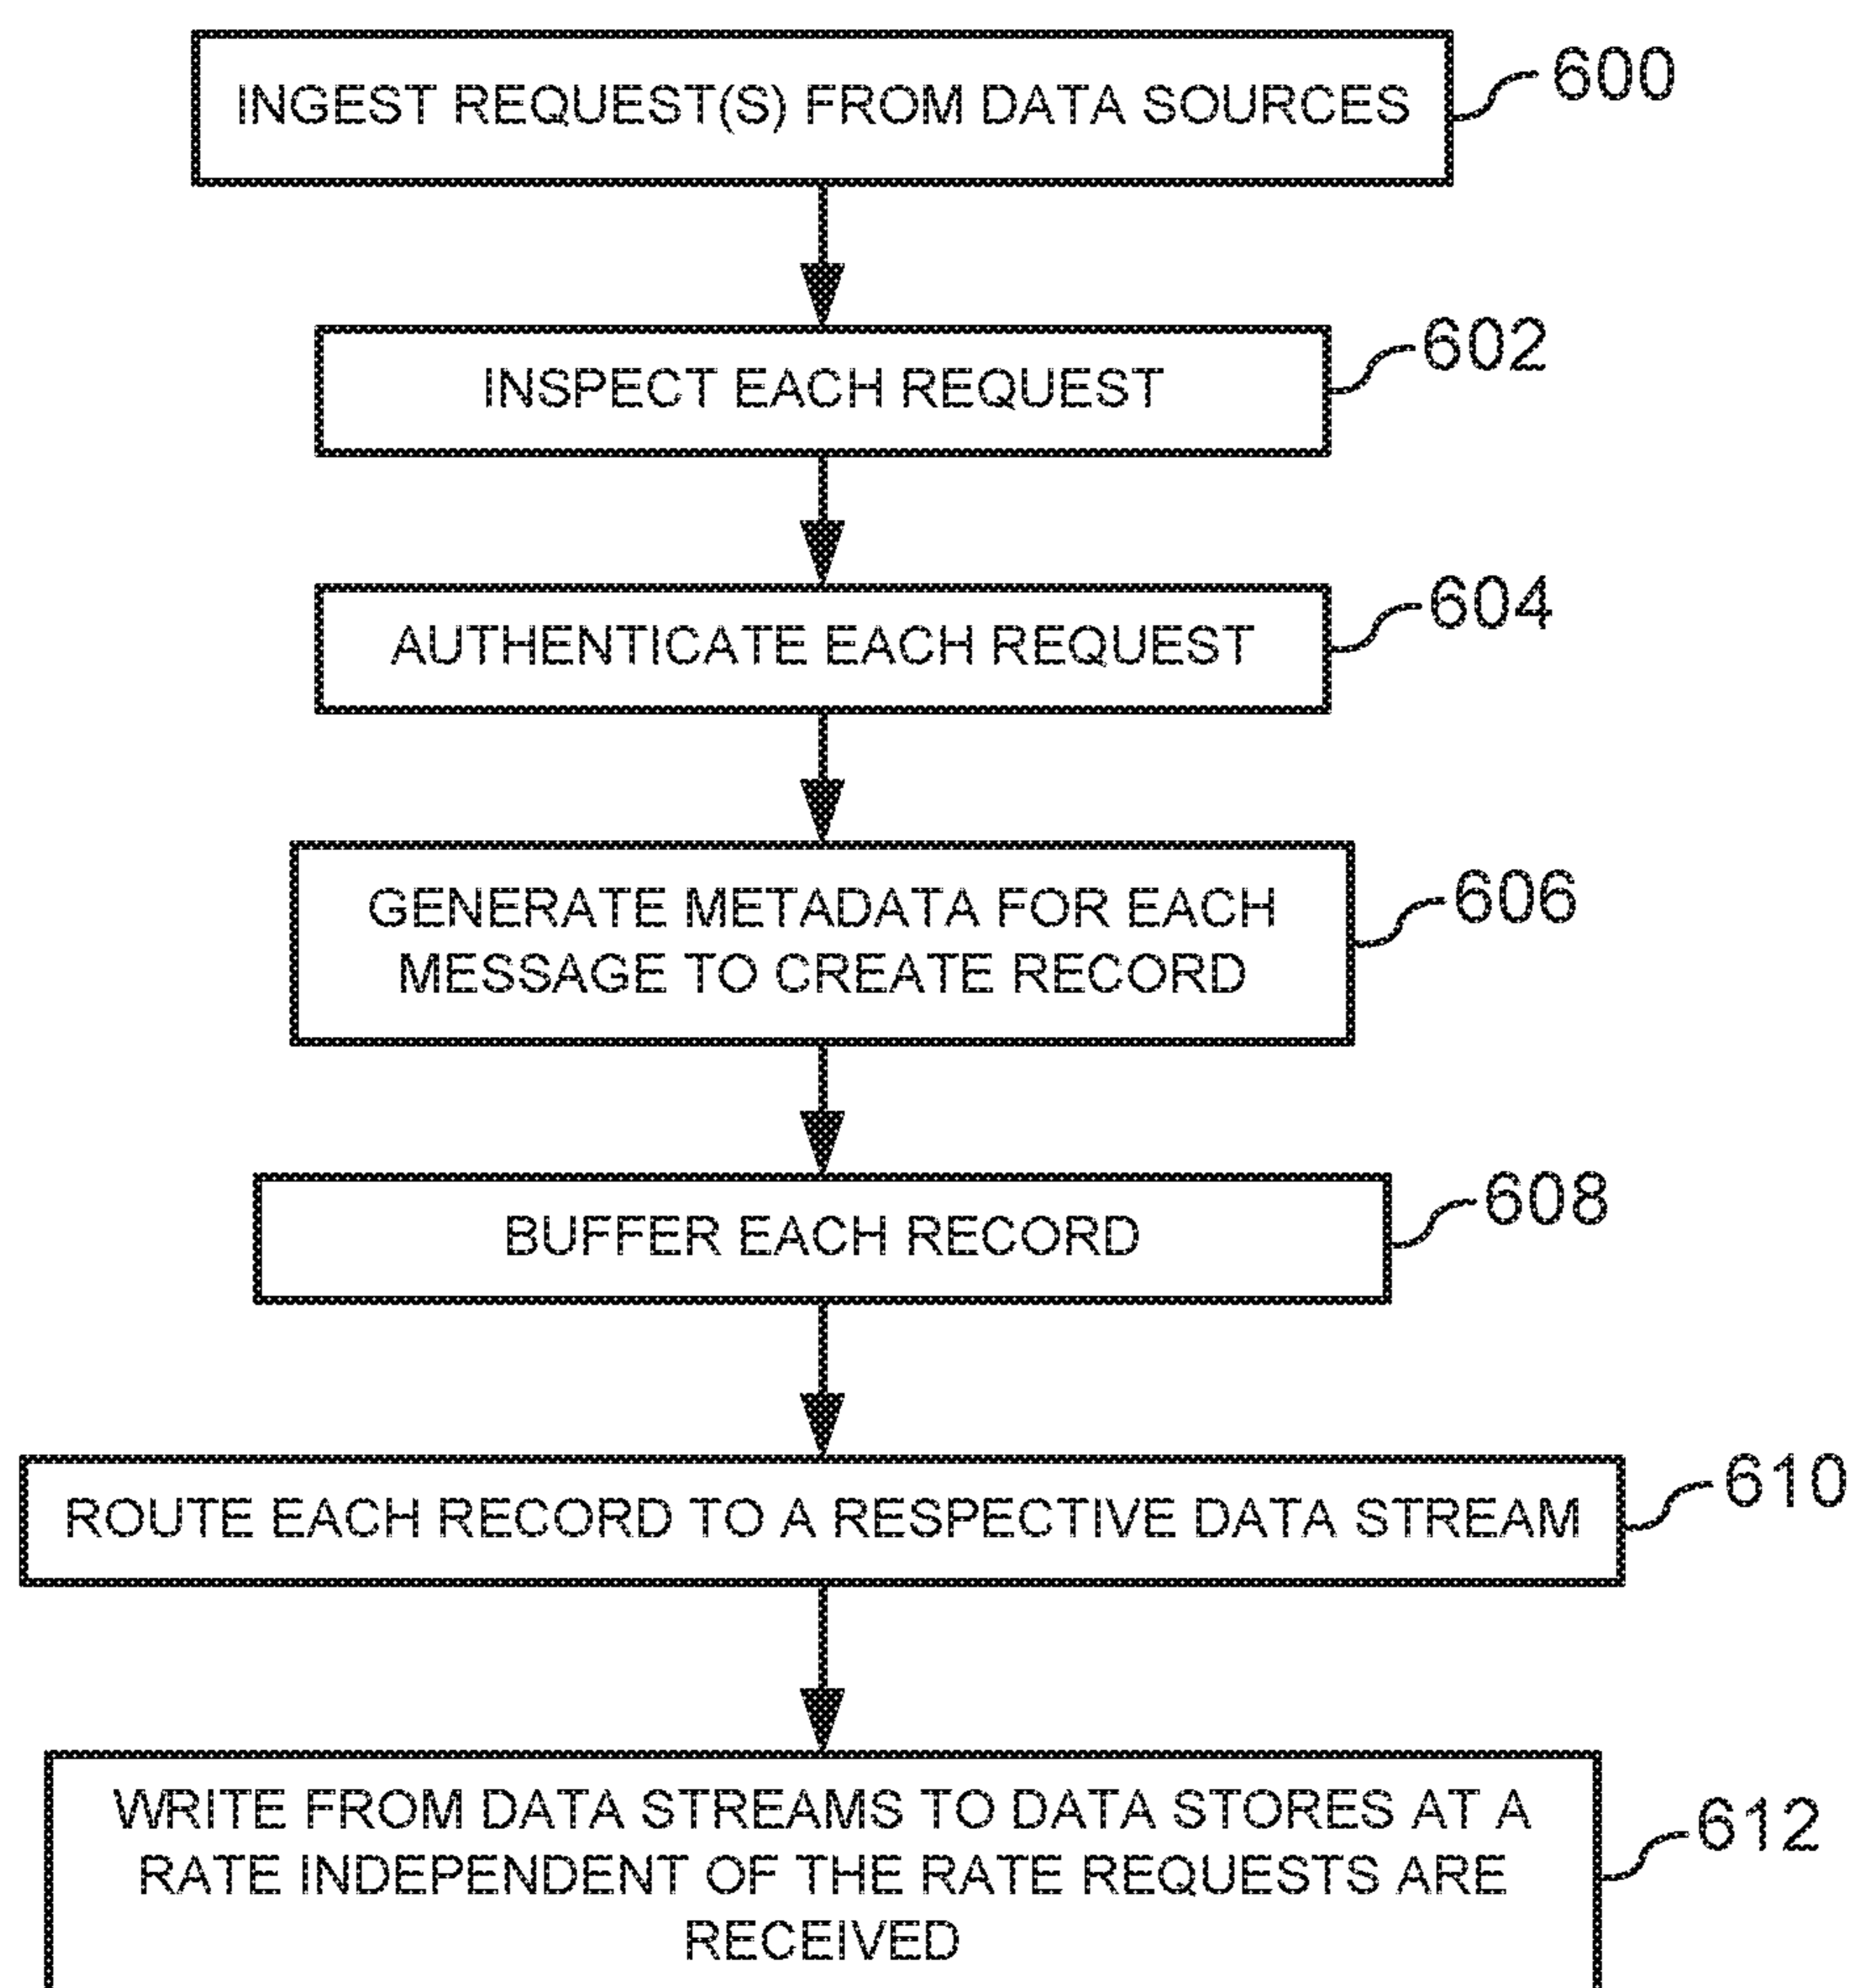 INGEST REQUEST(S) FROM DATA SOURCES
600
INSPECT EACH REQUEST
602
AUTHENTICATE EACH REQUEST
604
GENERATE METADATA FOR EACH
MESSAGE TO CREATE RECORD
606
BUFFER EACH RECORD
608
ROUTE EACH RECORD TO A RESPECTIVE DATA STREAM
610
WRITE FROM DATA STREAMS TO DATA STORES AT A
RATE INDEPENDENT OF THE RATE REQUESTS ARE
RECEIVED
612